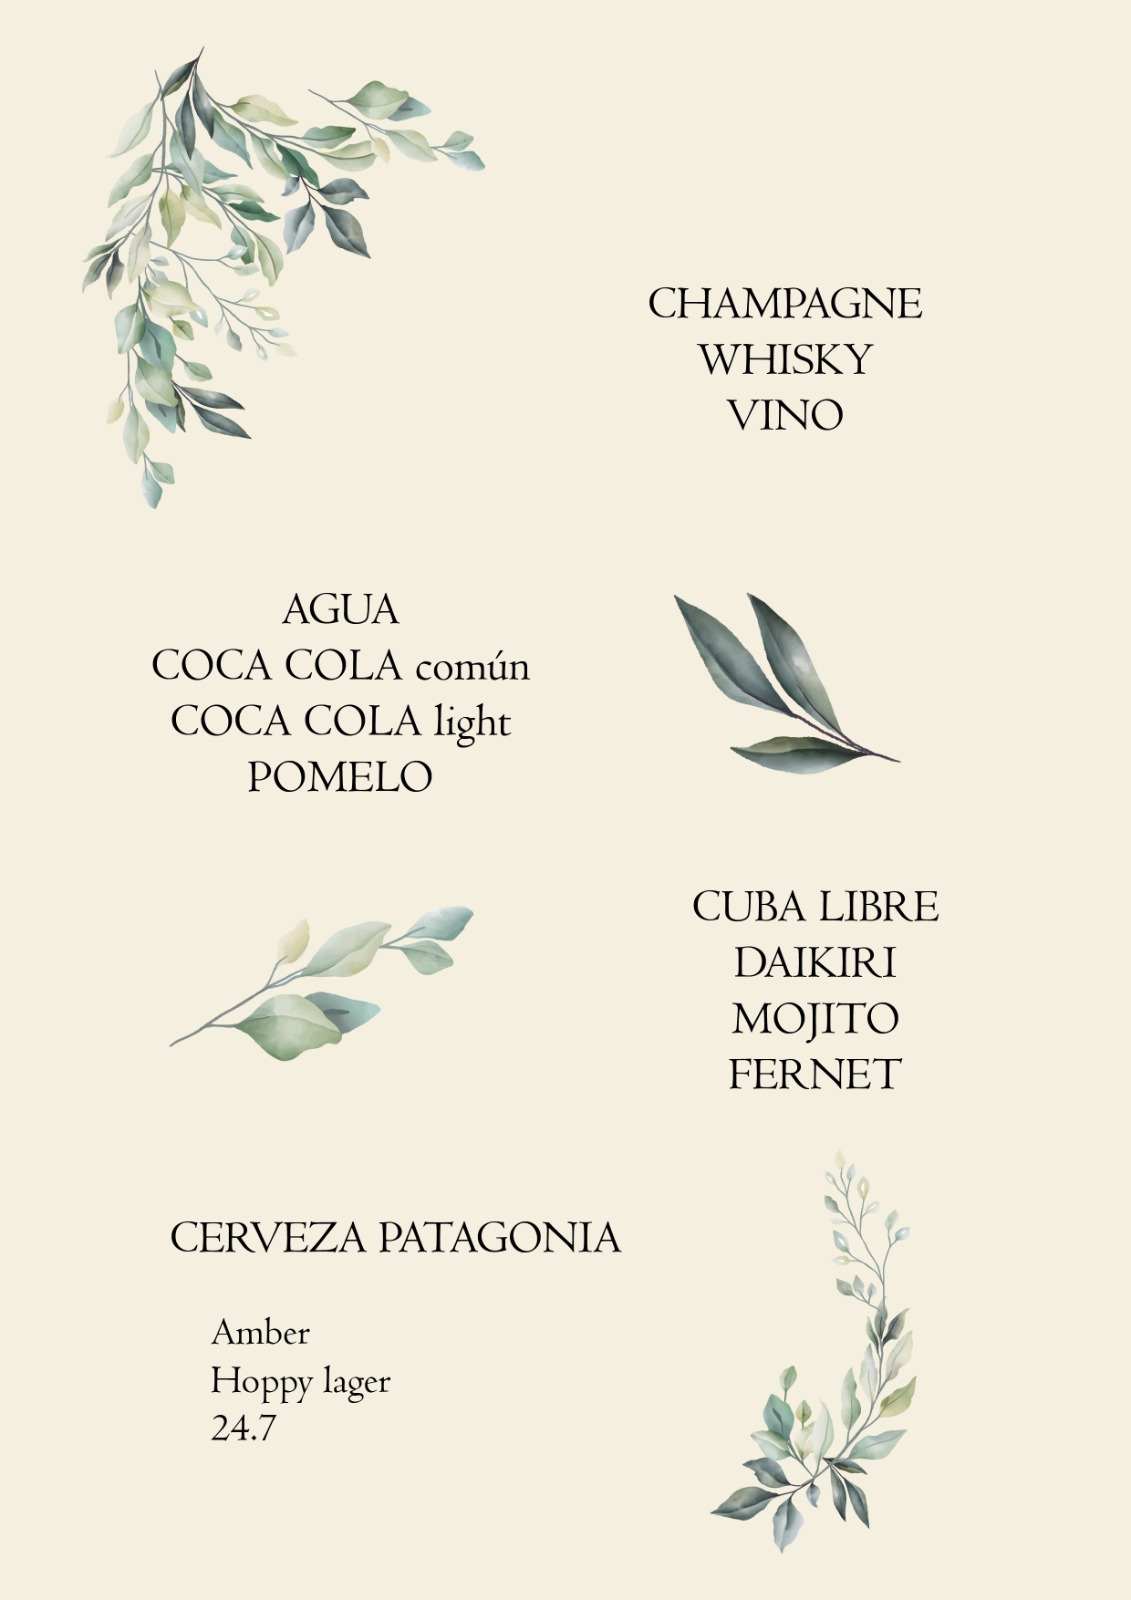 CHAMPAGNE
WHISKY
VINO
AGUA
COCA COLA común
COCA COLA light
POMELO
CUBA LIBRE
DAIKIRI
MOJITO
FERNET
CERVEZA PATAGONIA
Amber
Hoppy lager
24.7